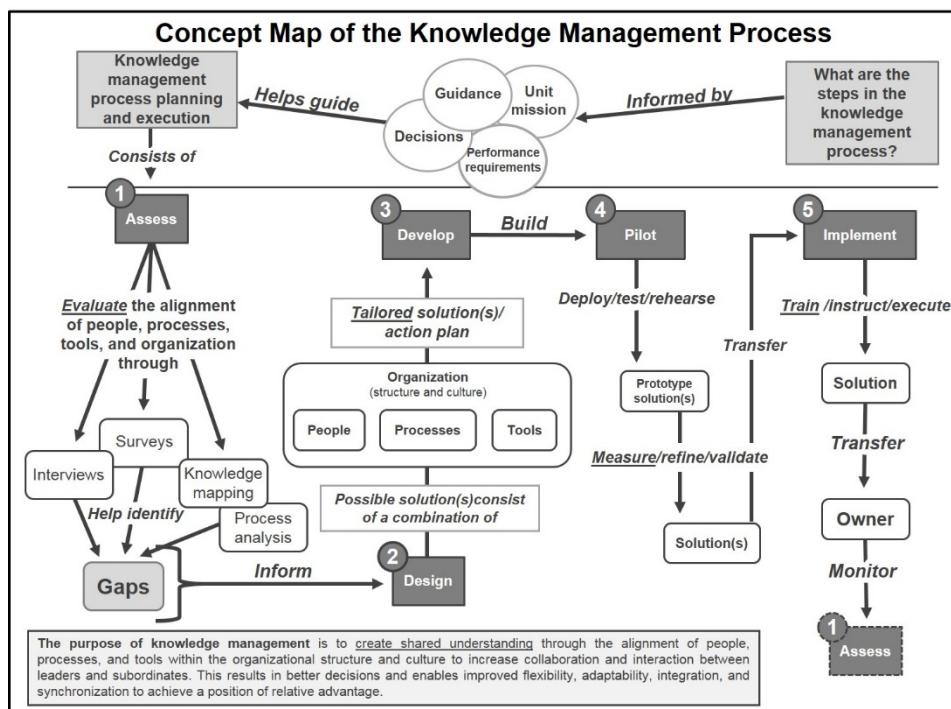 Concept Map of the Knowledge Management Process
Knowledge
management
process planning
and execution
Helps guide
Guidance
Unit
mission
Decisions
Performance
requirements
Informed by
What are the
steps in the
knowledge
management
process?
Consists of
1
Assess
Evaluate the alignment
of people, processes,
tools, and organization
through
Interviews
Surveys
Knowledge
mapping
Process
analysis
Help identify
Gaps
Inform
2
Design
Possible solution(s)consist
of a combination of
Organization
(structure and culture)
People
Processes
Tools
Tailored solution(s)/
action plan
3
Develop
Build
4
Pilot
Deploy/test/rehearse
Prototype
solution(s)
Measure/refine/validate
Solution(s)
Transfer
5
Implement
Train /instruct/execute
Solution
Transfer
Owner
Monitor
1
Assess
The purpose of knowledge management is to create shared understanding through the alignment of people,
processes, and tools within the organizational structure and culture to increase collaboration and interaction between
leaders and subordinates. This results in better decisions and enables improved flexibility, adaptability, integration, and
synchronization to achieve a position of relative advantage.